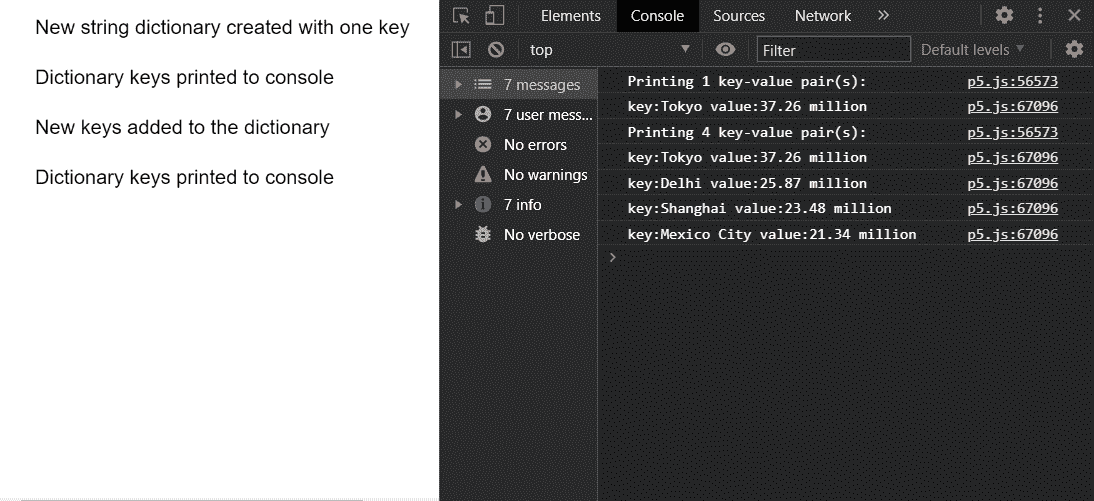 New string dictionary created with one key
Dictionary keys printed to console
New keys added to the dictionary
Dictionary keys printed to console
Elements Console Sources Network
top Filter Default levels
7 messages
7 user mess...
No errors
No warnings
7 info
No verbose
Printing 1 key-value pair(s): p5.js:56573
key:Tokyo value:37.26 million p5.js:67096
Printing 4 key-value pair(s): p5.js:56573
key:Tokyo value:37.26 million p5.js:67096
key:Delhi value:25.87 million p5.js:67096
key:Shanghai value:23.48 million p5.js:67096
key:Mexico City value:21.34 million p5.js:67096